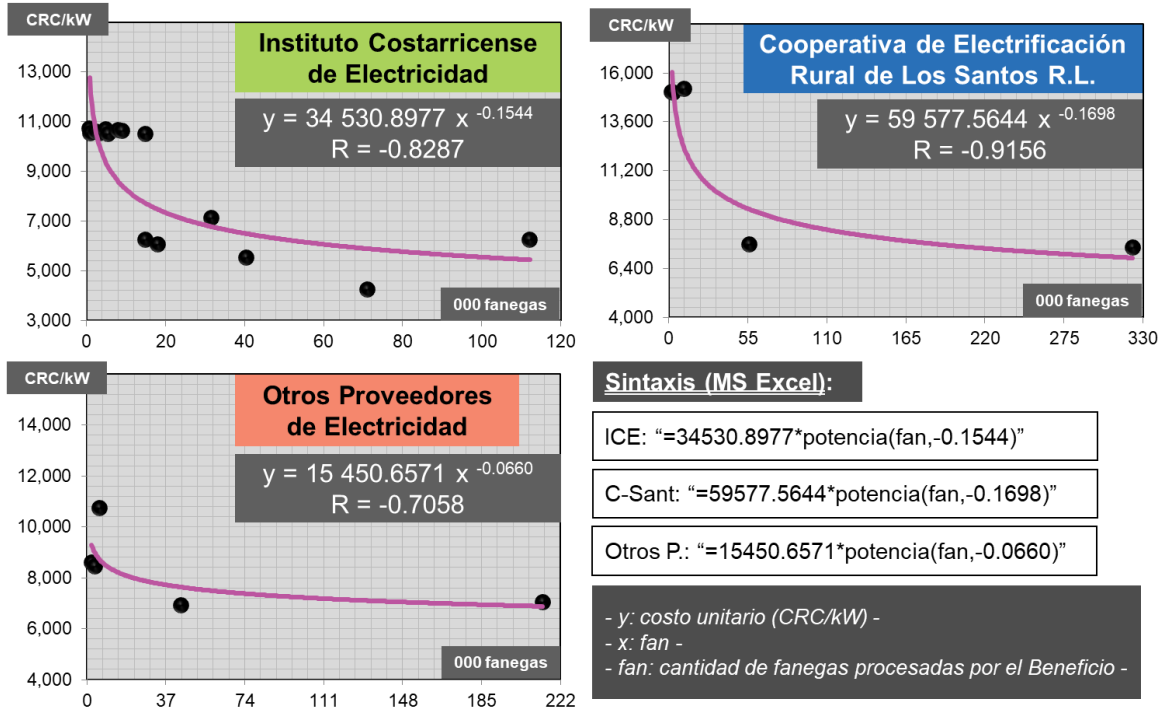 CRC/kW
Instituto Costarricense
de Electricidad
y = 34 530.8977 x -0.1544
R = -0.8287
13,000
11,000
9,000
7,000
5,000
3,000
000 fanegas
0 20 40 60 80 100 120
CRC/kW
Cooperativa de Electrificación
Rural de Los Santos R.L.
y = 59 577.5644 x -0.1698
R = -0.9156
16,000
13,600
11,200
8,800
6,400
4,000
000 fanegas
0 55 110 165 220 275 330
CRC/kW
Otros Proveedores
de Electricidad
y = 15 450.6571 x -0.0660
R = -0.7058
14,000
12,000
10,000
8,000
6,000
4,000
000 fanegas
0 37 74 111 148 185 222
Sintaxis (MS Excel):
ICE: “=34530.8977*potencia(fan,-0.1544)”
C-Sant: “=59577.5644*potencia(fan,-0.1698)”
Otros P.: “=15450.6571*potencia(fan,-0.0660)”
- y: costo unitario (CRC/kW) -
- x: fan -
- fan: cantidad de fanegas procesadas por el Beneficio -